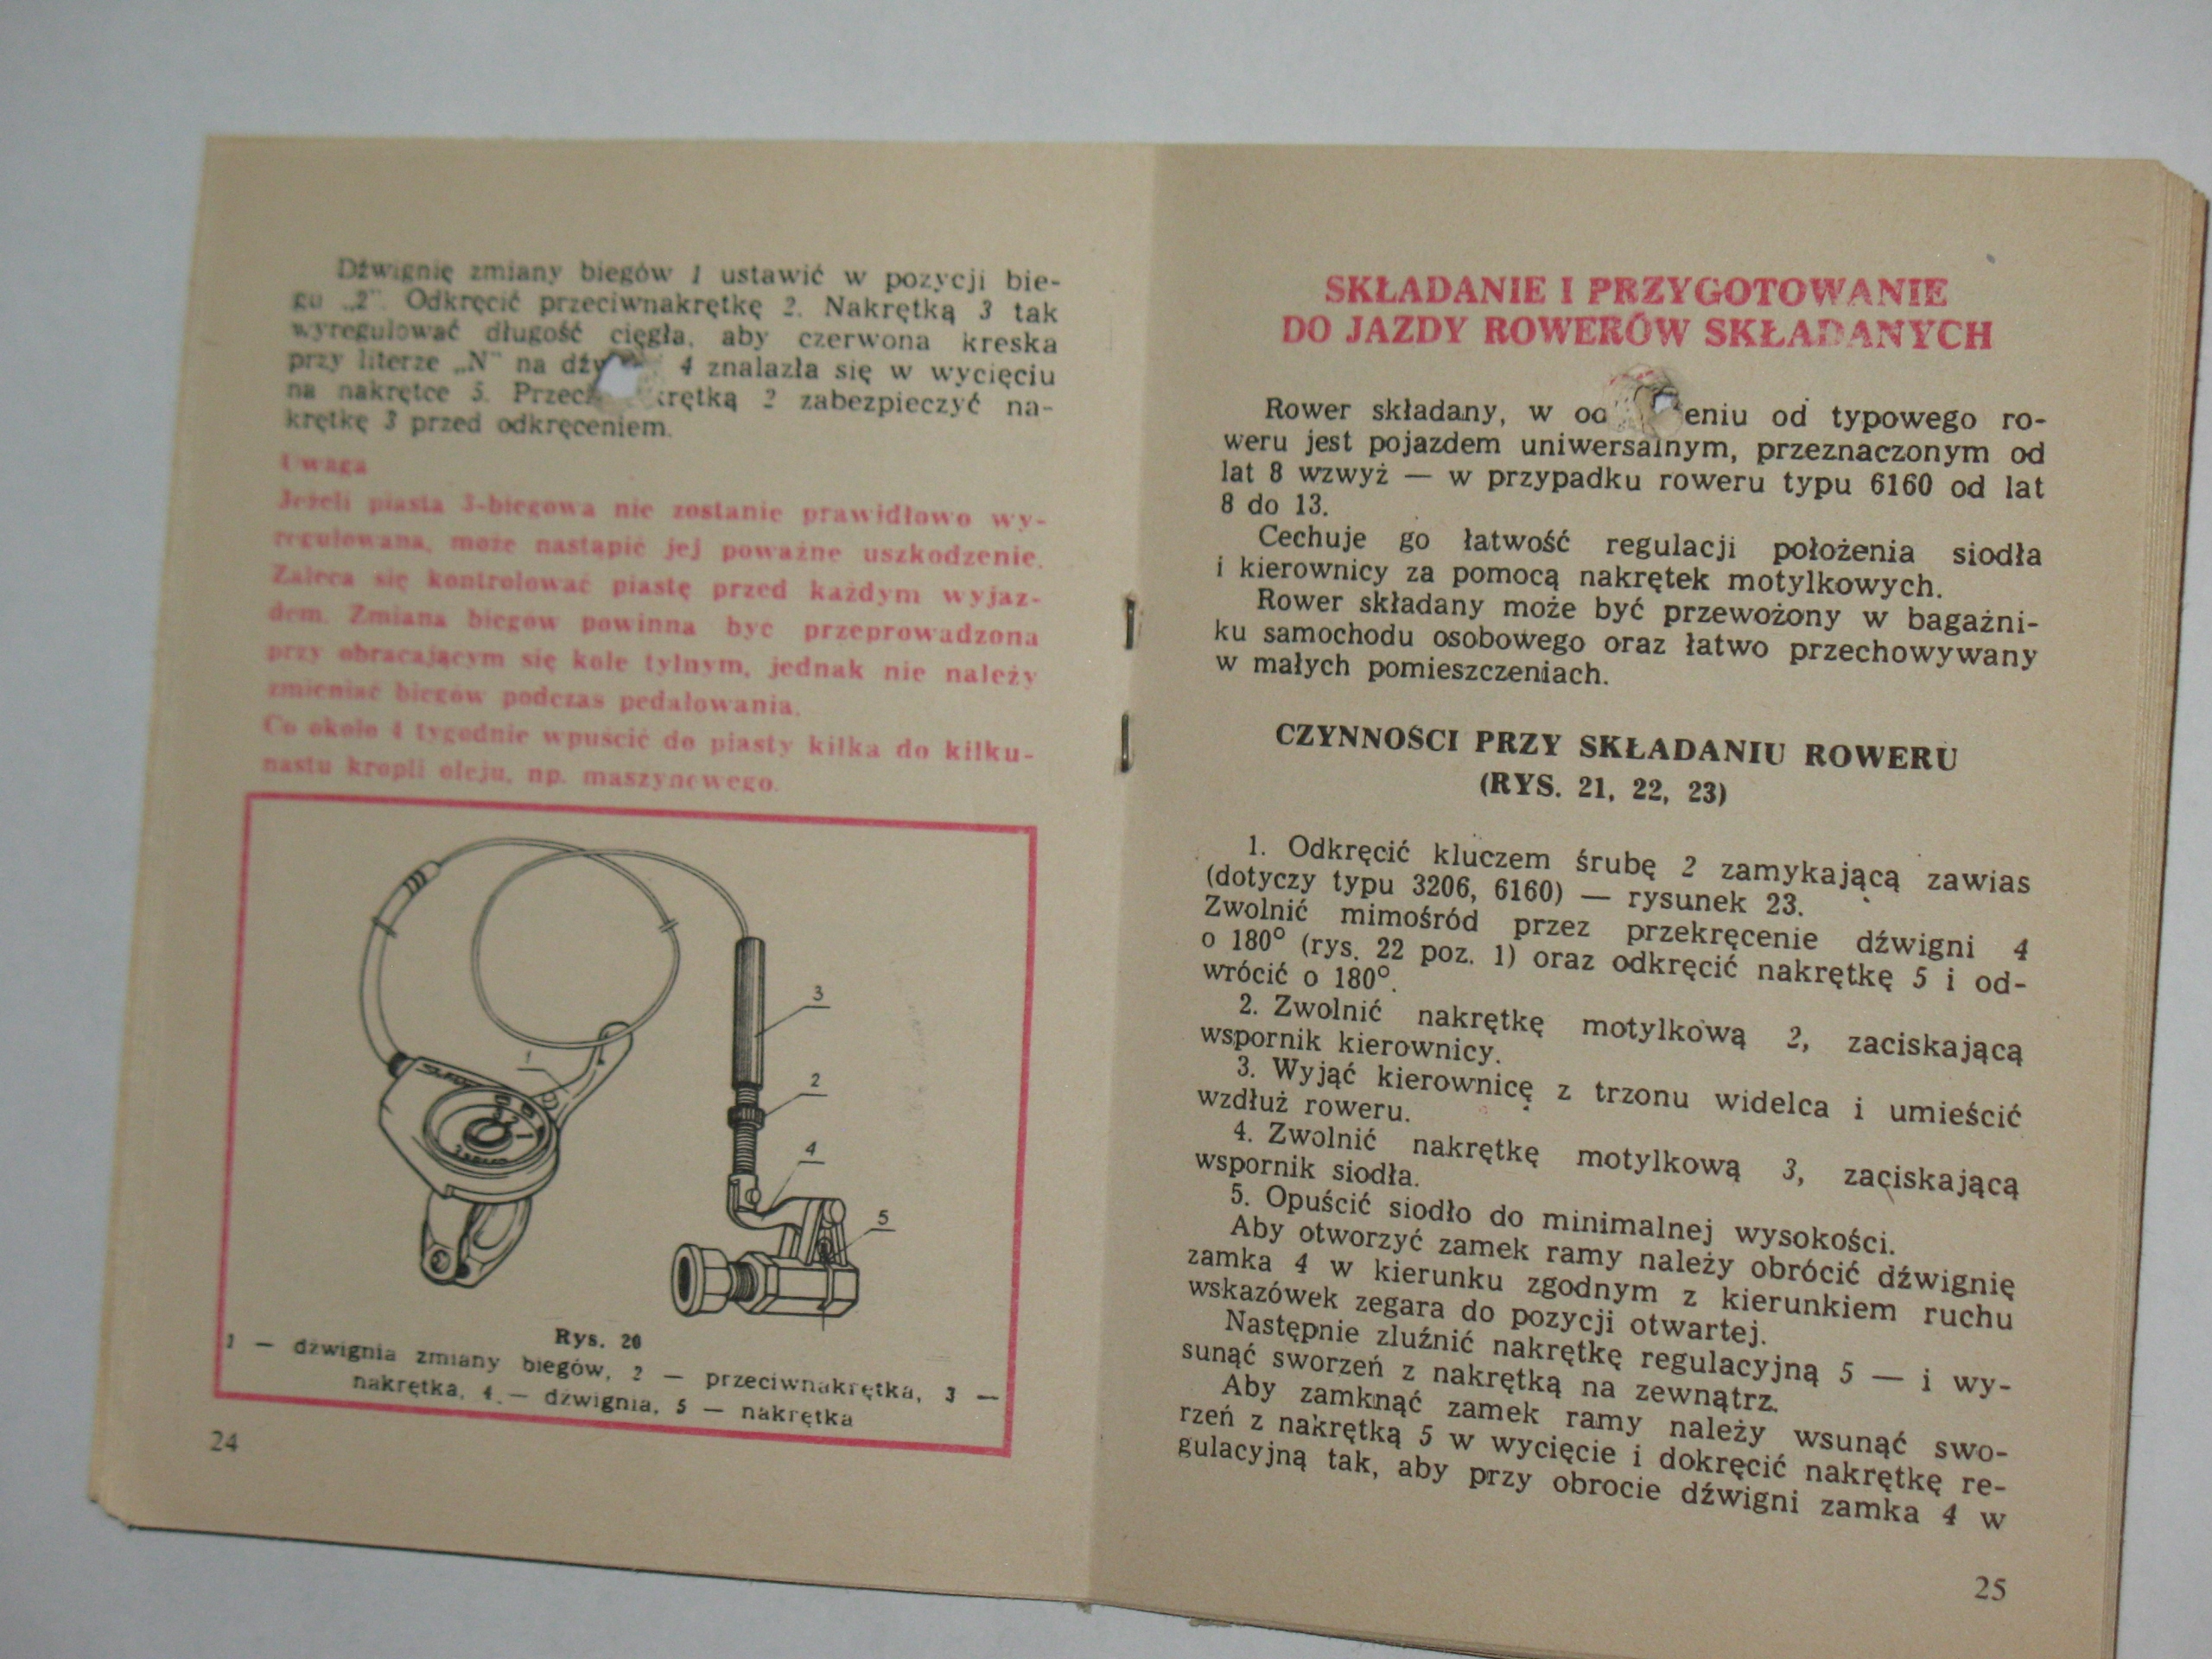 Dźwignię zmiany biegów 1 ustawić w pozycji bie-
gu „2". Odkręcić przeciwnakrętkę 2. Nakrętką 3 tak
wyregulować długość cięgła, aby czerwona kreska
przy literze „N" na 4 znalazła się w wycięciu
na nakrętce 5. 2 zabezpieczyć na-
krętkę 3 przed odkręceniem.
Uwaga
Jeżeli piasta 3-biegowa nie zostanie prawidłowo wy-
regulowana, może nastąpić jej poważne uszkodzenie.
Zaleca się kontrolować piastę przed każdym wyjaz-
dem. Zmiana biegów powinna być przeprowadzona
przy obracającym się kole tylnym, jednak nie należy
zmieniać biegów podczas pedałowania.
Co około 4 tygodnie wpuścić do piasty kilka do kilku-
nastu kropli oleju, np. maszynowego.
1
3
2
4
5
Rys. 20
1 — dźwignia zmiany biegów, 2 — przeciwnakrętka, 3 —
nakrętka, 4 — dźwignia, 5 — nakrętka
24
SKŁADANIE I PRZYGOTOWANIE
DO JAZDY ROWERÓW SKŁADANYCH
Rower składany, w od typowego ro-
weru jest pojazdem uniwersalnym, przeznaczonym od
lat 8 wzwyż — w przypadku roweru typu 6160 od lat
8 do 13.
Cechuje go łatwość regulacji położenia siodła
i kierownicy za pomocą nakrętek motylkowych.
Rower składany może być przewożony w bagażni-
ku samochodu osobowego oraz łatwo przechowywany
w małych pomieszczeniach.
CZYNNOŚCI PRZY SKŁADANIU ROWERU
(RYS. 21, 22, 23)
1. Odkręcić kluczem śrubę 2 zamykającą zawias
(dotyczy typu 3206, 6160) — rysunek 23.
Zwolnić mimośród przez przekręcenie dźwigni 4
o 180° (rys. 22 poz. 1) oraz odkręcić nakrętkę 5 i od-
wrócić o 180°.
2. Zwolnić nakrętkę motylkową 2, zaciskającą
wspornik kierownicy.
3. Wyjąć kierownicę z trzonu widelca i umieścić
wzdłuż roweru.
4. Zwolnić nakrętkę motylkową 3, zaciskającą
wspornik siodła.
5. Opuścić siodło do minimalnej wysokości.
Aby otworzyć zamek ramy należy obrócić dźwignię
zamka 4 w kierunku zgodnym z kierunkiem ruchu
wskazówek zegara do pozycji otwartej.
Następnie zluźnić nakrętkę regulacyjną 5 — i wy-
sunąć sworzeń z nakrętką na zewnątrz.
Aby zamknąć zamek ramy należy wsunąć swo-
rzeń z nakrętką 5 w wycięcie i dokręcić nakrętkę re-
gulacyjną tak, aby przy obrocie dźwigni zamka 4 w
25